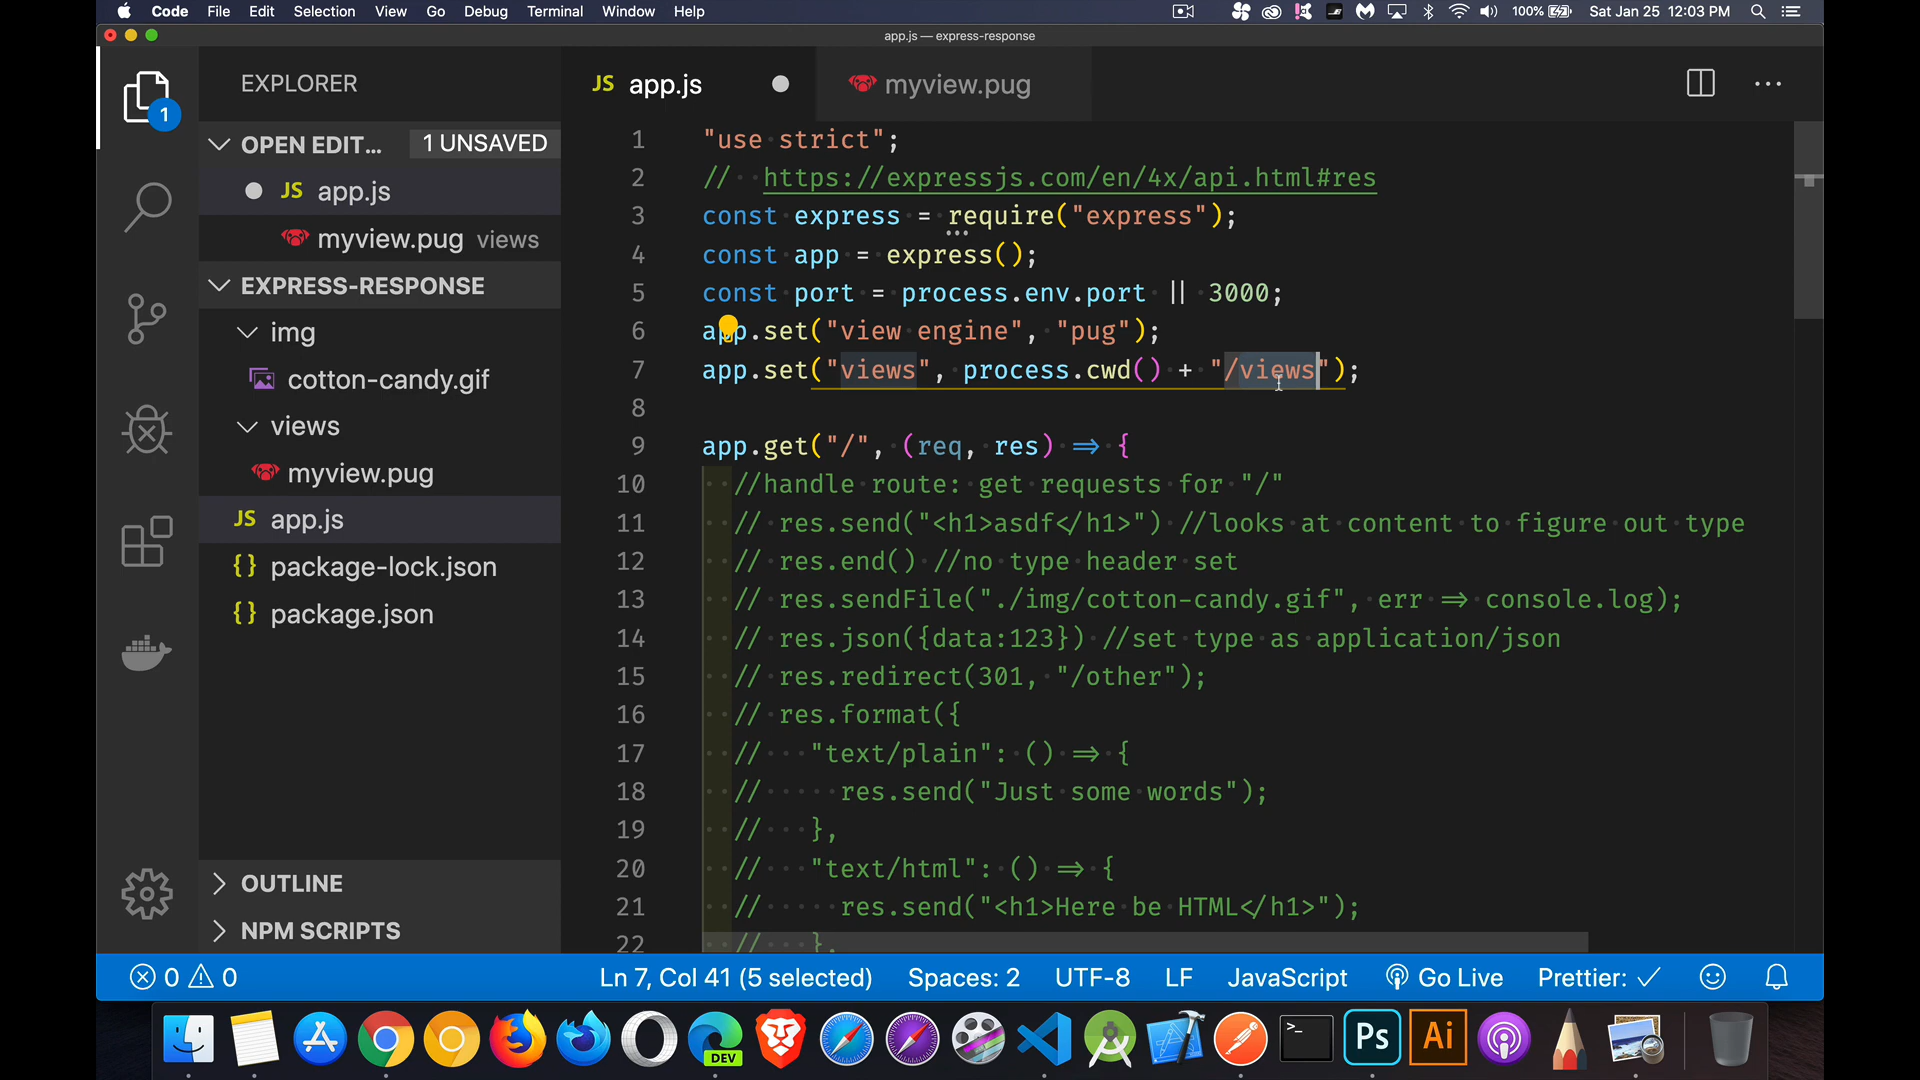 Code File Edit Selection View Go Debug Terminal Window Help 100% Sat Jan 25 12:03 PM
app.js — express-response
EXPLORER
1
OPEN EDIT... 1 UNSAVED
JS app.js
myview.pug views
EXPRESS-RESPONSE
img
cotton-candy.gif
views
myview.pug
JS app.js
{} package-lock.json
{} package.json
OUTLINE
NPM SCRIPTS
JS app.js
myview.pug
1 "use strict";
2 // https://expressjs.com/en/4x/api.html#res
3 const express = require("express");
4 const app = express();
5 const port = process.env.port || 3000;
6 app.set("view engine", "pug");
7 app.set("views", process.cwd() + "/views");
8
9 app.get("/", (req, res) => {
10 //handle route: get requests for "/"
11 // res.send("<h1>asdf</h1>") //looks at content to figure out type
12 // res.end() //no type header set
13 // res.sendFile("./img/cotton-candy.gif", err => console.log);
14 // res.json({data:123}) //set type as application/json
15 // res.redirect(301, "/other");
16 // res.format({
17 // "text/plain": () => {
18 // res.send("Just some words");
19 // },
20 // "text/html": () => {
21 // res.send("<h1>Here be HTML</h1>");
22 // },
0 0 Ln 7, Col 41 (5 selected) Spaces: 2 UTF-8 LF JavaScript Go Live Prettier: ✓
DEV
>_
Ps
Ai